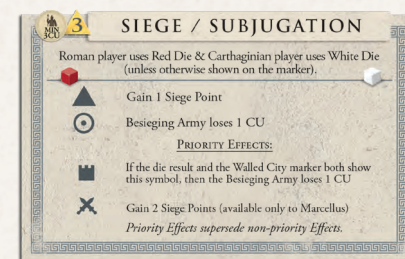 MIN 3CU
3
SIEGE / SUBJUGATION
Roman player uses Red Die & Carthaginian player uses White Die
(unless otherwise shown on the marker).
Gain 1 Siege Point
Besieging Army loses 1 CU
PRIORITY EFFECTS:
If the die result and the Walled City marker both show
this symbol, then the Besieging Army loses 1 CU
Gain 2 Siege Points (available only to Marcellus)
Priority Effects supersede non-priority Effects.